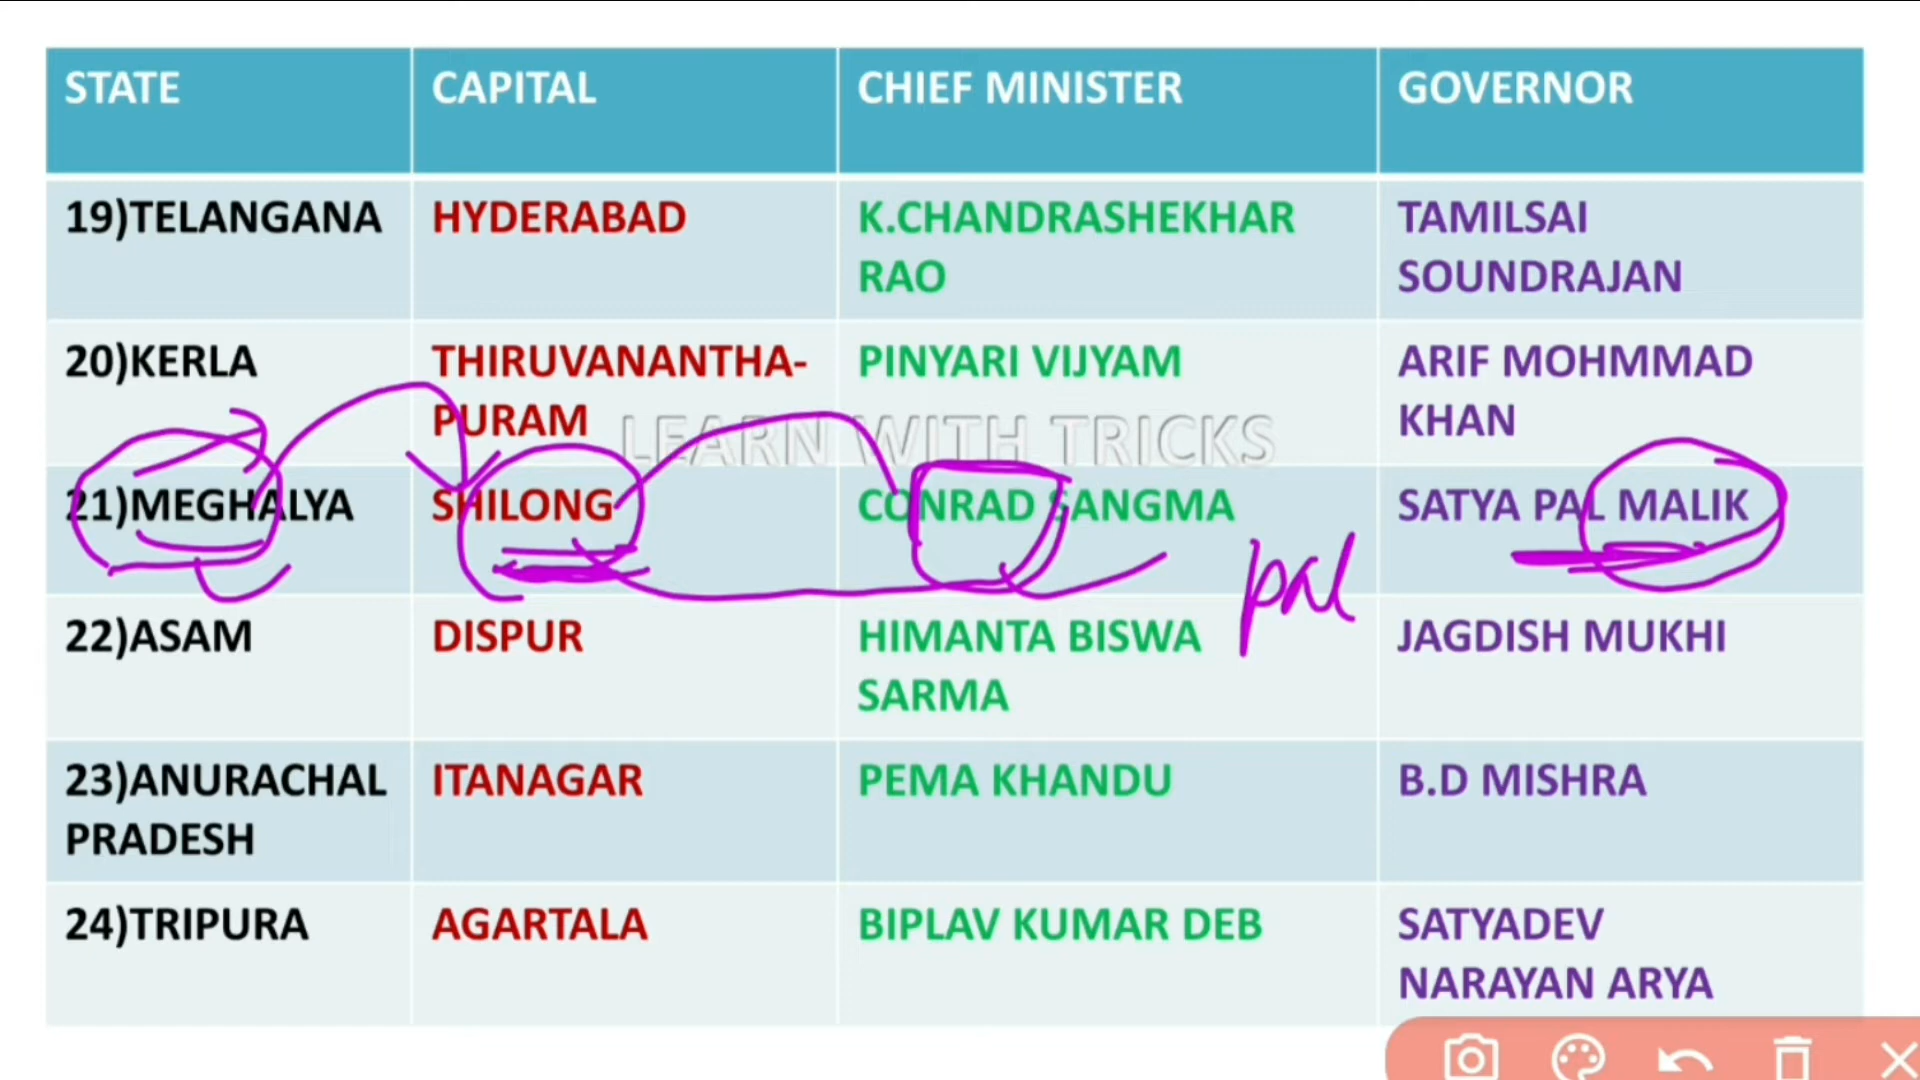 STATE CAPITAL CHIEF MINISTER GOVERNOR
19)TELANGANA HYDERABAD K.CHANDRASHEKHAR TAMILSAI
RAO SOUNDRAJAN
20)KERLA THIRUVANANTHA- PINYARI VIJYAM ARIF MOHMMAD
PURAM KHAN
LEARN WITH TRICKS
21)MEGHALYA SHILONG CONRAD SANGMA SATYA PAL MALIK
pal
22)ASAM DISPUR HIMANTA BISWA JAGDISH MUKHI
SARMA
23)ANURACHAL ITANAGAR PEMA KHANDU B.D MISHRA
PRADESH
24)TRIPURA AGARTALA BIPLAV KUMAR DEB SATYADEV
NARAYAN ARYA